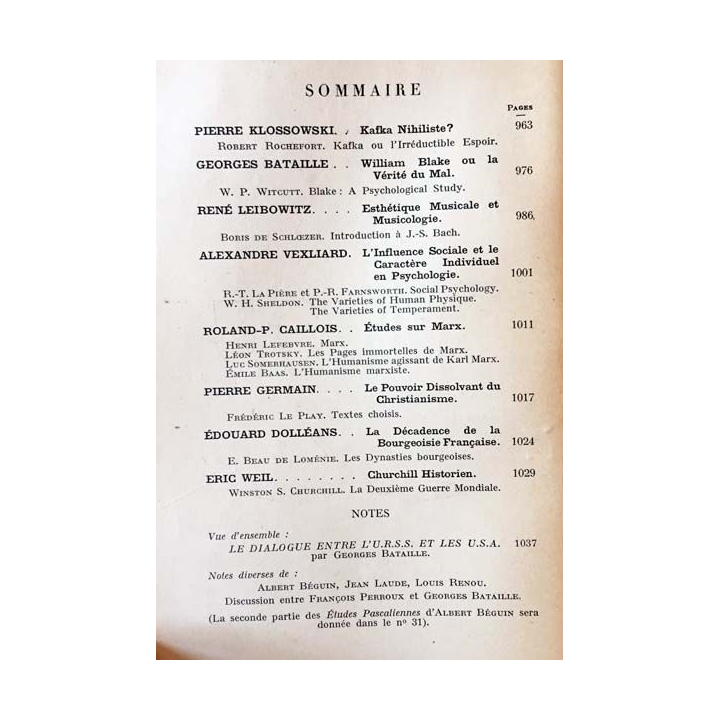 SOMMAIRE
PAGES
PIERRE KLOSSOWSKI. . Kafka Nihiliste? 963
ROBERT ROCHEFORT. Kafka ou l'Irréductible Espoir.
GEORGES BATAILLE . . William Blake ou la
Vérité du Mal. 976
W. P. WITCUTT. Blake : A Psychological Study.
RENÉ LEIBOWITZ. . . . . Esthétique Musicale et
Musicologie. 986,
BORIS DE SCHLŒZER. Introduction à J.-S. Bach.
ALEXANDRE VEXLIARD. L'Influence Sociale et le
Caractère Individuel
en Psychologie. 1001
R.-T. LA PIÈRE et P.-R. FARNSWORTH. Social Psychology.
W. H. SHELDON. The Varieties of Human Physique.
The Varieties of Temperament.
ROLAND-P. CAILLOIS. . Études sur Marx. 1011
HENRI LEFEBVRE. Marx.
LÉON TROTSKY. Les Pages immortelles de Marx.
LUC SOMERHAUSEN. L'Humanisme agissant de Karl Marx.
ÉMILE BAAS. L'Humanisme marxiste.
PIERRE GERMAIN. . . . . Le Pouvoir Dissolvant du
Christianisme. 1017
FRÉDÉRIC LE PLAY. Textes choisis.
ÉDOUARD DOLLÉANS. . . La Décadence de la
Bourgeoisie Française. 1024
E. BEAU DE LOMÉNIE. Les Dynasties bourgeoises.
ERIC WEIL. . . . . . . . . Churchill Historien. 1029
WINSTON S. CHURCHILL. La Deuxième Guerre Mondiale.
NOTES
Vue d'ensemble :
LE DIALOGUE ENTRE L'U.R.S.S. ET LES U.S.A. 1037
par GEORGES BATAILLE.
Notes diverses de :
ALBERT BÉGUIN, JEAN LAUDE, LOUIS RENOU.
Discussion entre FRANÇOIS PERROUX et GEORGES BATAILLE.
(La seconde partie des Études Pascaliennes d'ALBERT BÉGUIN sera
donnée dans le nº 31).